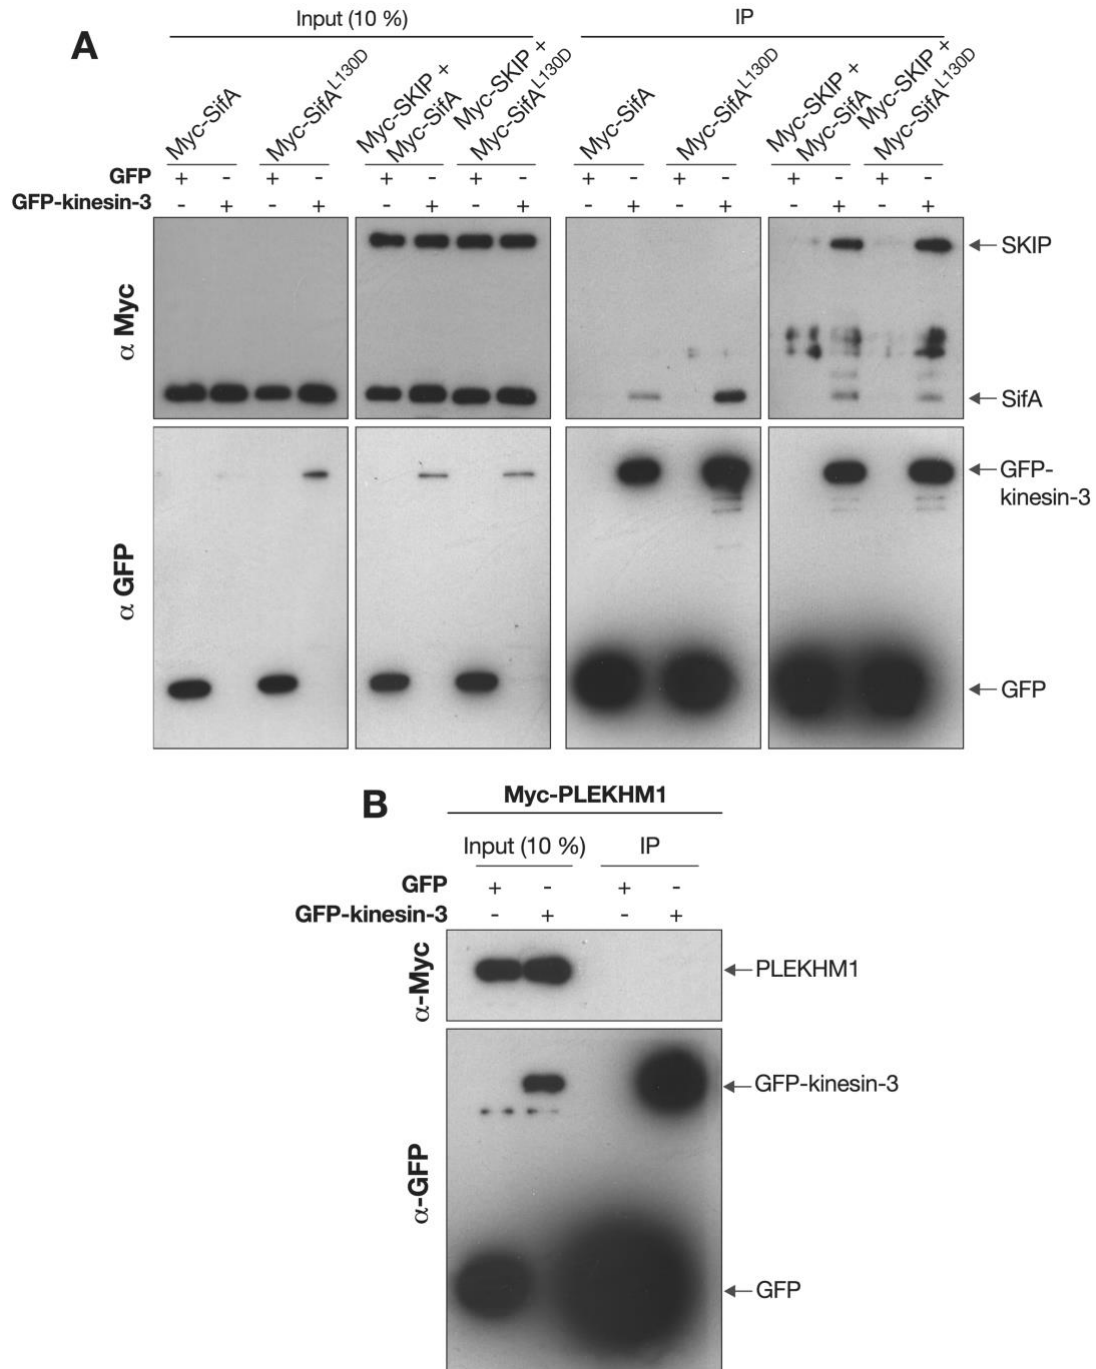 A
Input (10 %)
IP
Myc-SifA
Myc-SifAL130D
Myc-SKIP +
Myc-SifA
Myc-SKIP +
Myc-SifAL130D
Myc-SifA
Myc-SifAL130D
Myc-SKIP +
Myc-SifA
Myc-SKIP +
Myc-SifAL130D
GFP + - + - + - + - + - + - + - + -
GFP-kinesin-3 - + - + - + - + - + - + - + - +
α Myc
SKIP
SifA
α GFP
GFP-
kinesin-3
GFP
B
Myc-PLEKHM1
Input (10 %) IP
GFP + - + -
GFP-kinesin-3 - + - +
α-Myc
PLEKHM1
α-GFP
GFP-kinesin-3
GFP